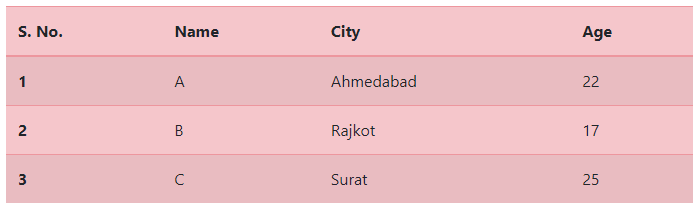 S. No. Name City Age
1 A Ahmedabad 22
2 B Rajkot 17
3 C Surat 25